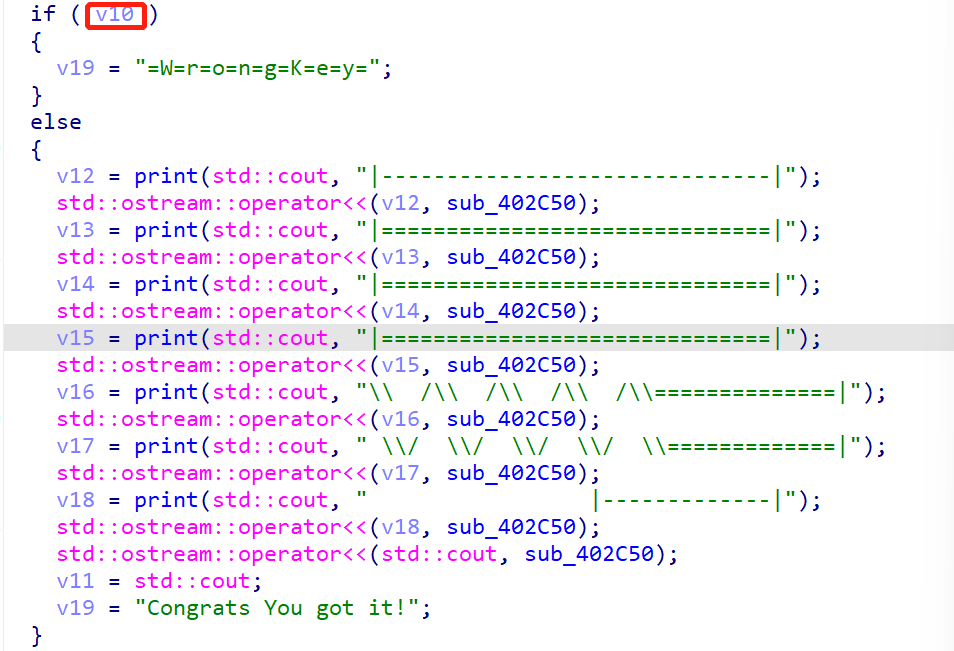 if ( v10 )
{
  v19 = "=W=r=o=n=g=K=e=y=";
}
else
{
  v12 = print(std::cout, "|------------------------------|");
  std::ostream::operator<<(v12, sub_402C50);
  v13 = print(std::cout, "|==============================|");
  std::ostream::operator<<(v13, sub_402C50);
  v14 = print(std::cout, "|==============================|");
  std::ostream::operator<<(v14, sub_402C50);
  v15 = print(std::cout, "|==============================|");
  std::ostream::operator<<(v15, sub_402C50);
  v16 = print(std::cout, "\\  /\\  /\\  /\\  /\\==============|");
  std::ostream::operator<<(v16, sub_402C50);
  v17 = print(std::cout, " \\/  \\/  \\/  \\/  \\=============|");
  std::ostream::operator<<(v17, sub_402C50);
  v18 = print(std::cout, "                 |-------------|");
  std::ostream::operator<<(v18, sub_402C50);
  std::ostream::operator<<(std::cout, sub_402C50);
  v11 = std::cout;
  v19 = "Congrats You got it!";
}